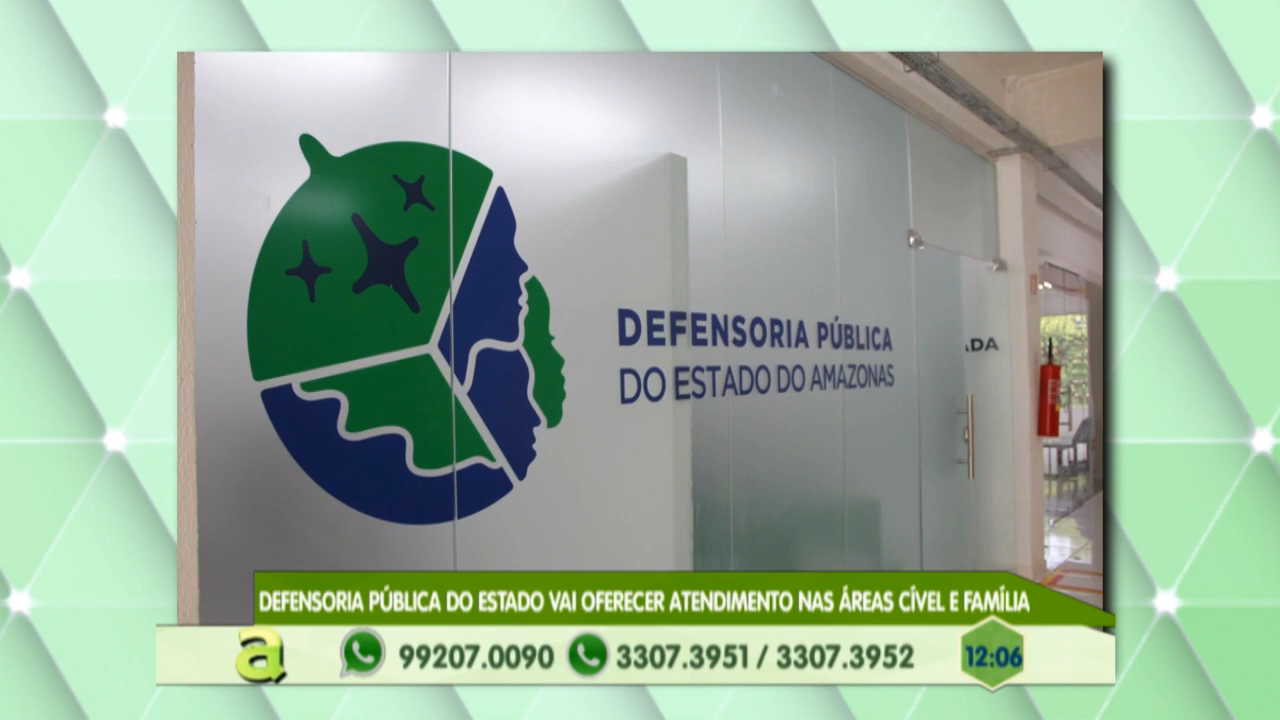 DEFENSORIA PÚBLICA
DO ESTADO DO AMAZONAS
ADA
DEFENSORIA PÚBLICA DO ESTADO VAI OFERECER ATENDIMENTO NAS ÁREAS CÍVEL E FAMÍLIA
a 99207.0090 3307.3951 / 3307.3952 12:06